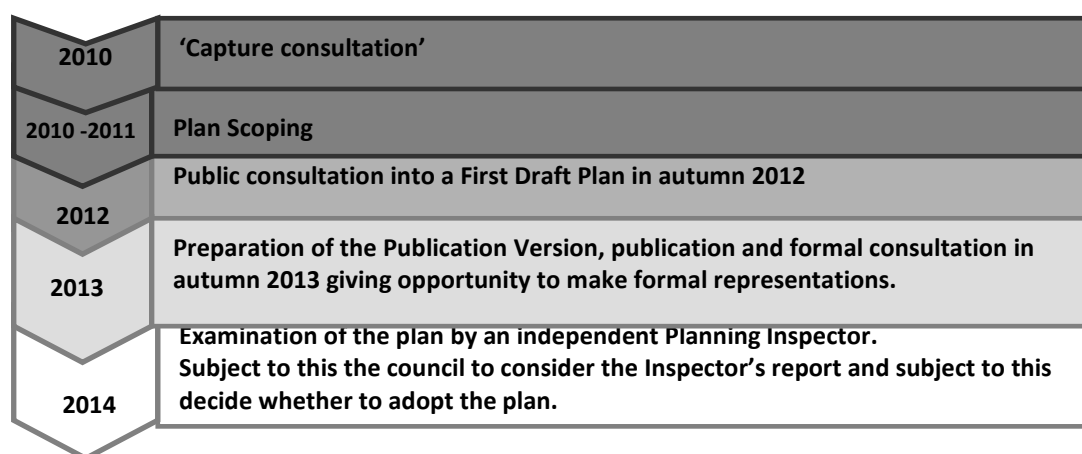 2010
‘Capture consultation’
2010 -2011
Plan Scoping
2012
Public consultation into a First Draft Plan in autumn 2012
2013
Preparation of the Publication Version, publication and formal consultation in
autumn 2013 giving opportunity to make formal representations.
2014
Examination of the plan by an independent Planning Inspector.
Subject to this the council to consider the Inspector’s report and subject to this
decide whether to adopt the plan.